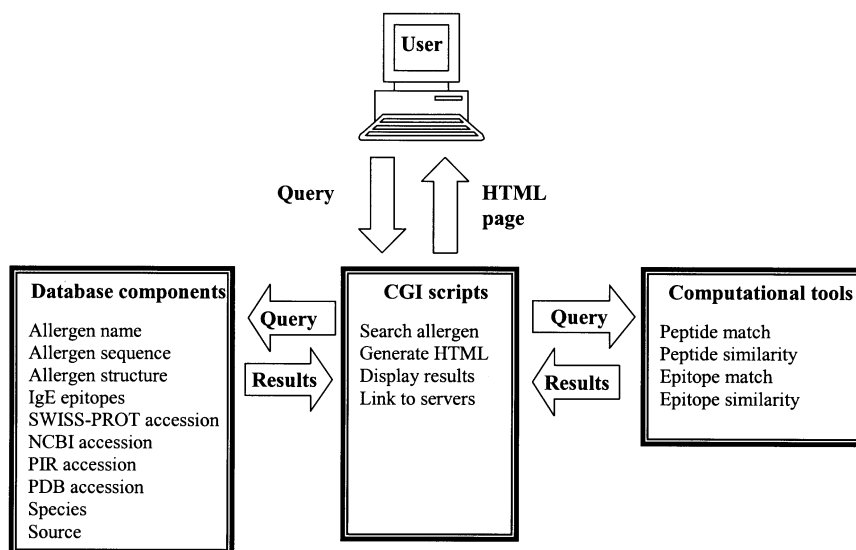 User
Query
HTML
page
Database components
Allergen name
Allergen sequence
Allergen structure
IgE epitopes
SWISS-PROT accession
NCBI accession
PIR accession
PDB accession
Species
Source
Query
Results
CGI scripts
Search allergen
Generate HTML
Display results
Link to servers
Query
Results
Computational tools
Peptide match
Peptide similarity
Epitope match
Epitope similarity